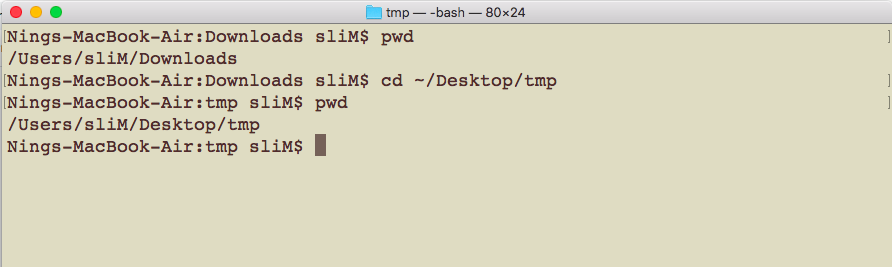 tmp — -bash — 80×24
[Nings-MacBook-Air:Downloads sliM$ pwd ]
/Users/sliM/Downloads
[Nings-MacBook-Air:Downloads sliM$ cd ~/Desktop/tmp ]
[Nings-MacBook-Air:tmp sliM$ pwd ]
/Users/sliM/Desktop/tmp
Nings-MacBook-Air:tmp sliM$